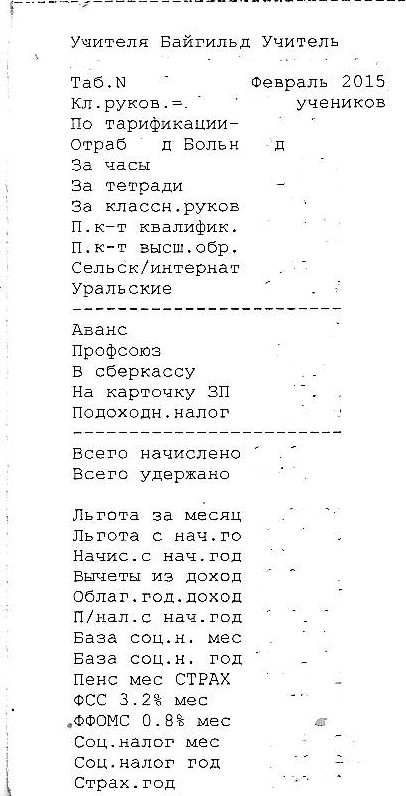 Учителя Байгильд Учитель
Таб.N Февраль 2015
Кл.руков.=. учеников
По тарификации-
Отраб д Больн д
За часы
За тетради -
За классн.руков
П.к-т квалифик.
П.к-т высш.обр.
Сельск/интернат
Уральские
---------------------------
Аванс
Профсоюз
В сберкассу
На карточку ЗП
Подоходн.налог
---------------------------
Всего начислено
Всего удержано
Льгота за месяц
Льгота с нач.го
Начис.с нач.год
Вычеты из доход
Облаг.год.доход
П/нал.с нач.год
База соц.н. мес
База соц.н. год
Пенс мес СТРАХ
ФСС 3.2% мес
ФФОМС 0.8% мес
Соц.налог мес
Соц.налог год
Страх.год